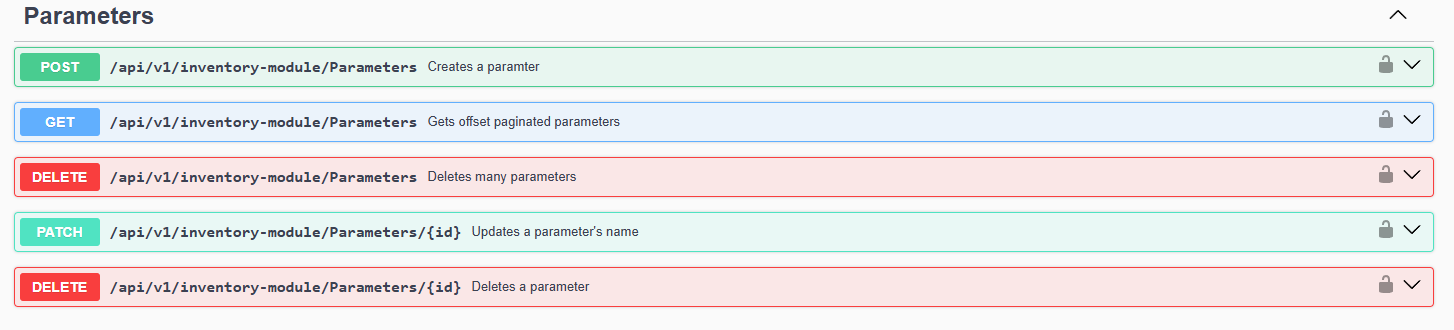 Parameters
POST /api/v1/inventory-module/Parameters Creates a paramter
GET /api/v1/inventory-module/Parameters Gets offset paginated parameters
DELETE /api/v1/inventory-module/Parameters Deletes many parameters
PATCH /api/v1/inventory-module/Parameters/{id} Updates a parameter's name
DELETE /api/v1/inventory-module/Parameters/{id} Deletes a parameter